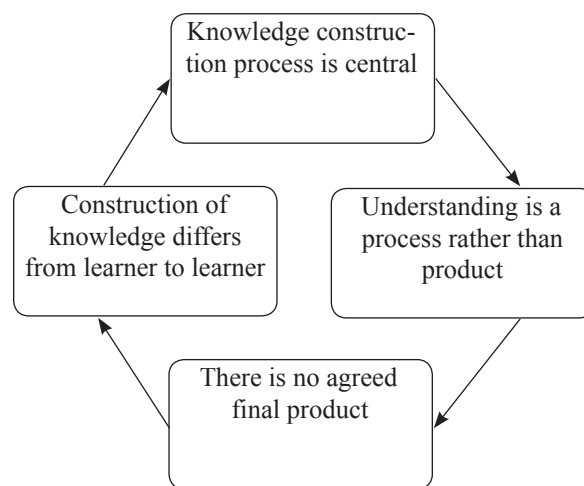 Knowledge construc-
tion process is central
Construction of
knowledge differs
from learner to learner
Understanding is a
process rather than
product
There is no agreed
final product